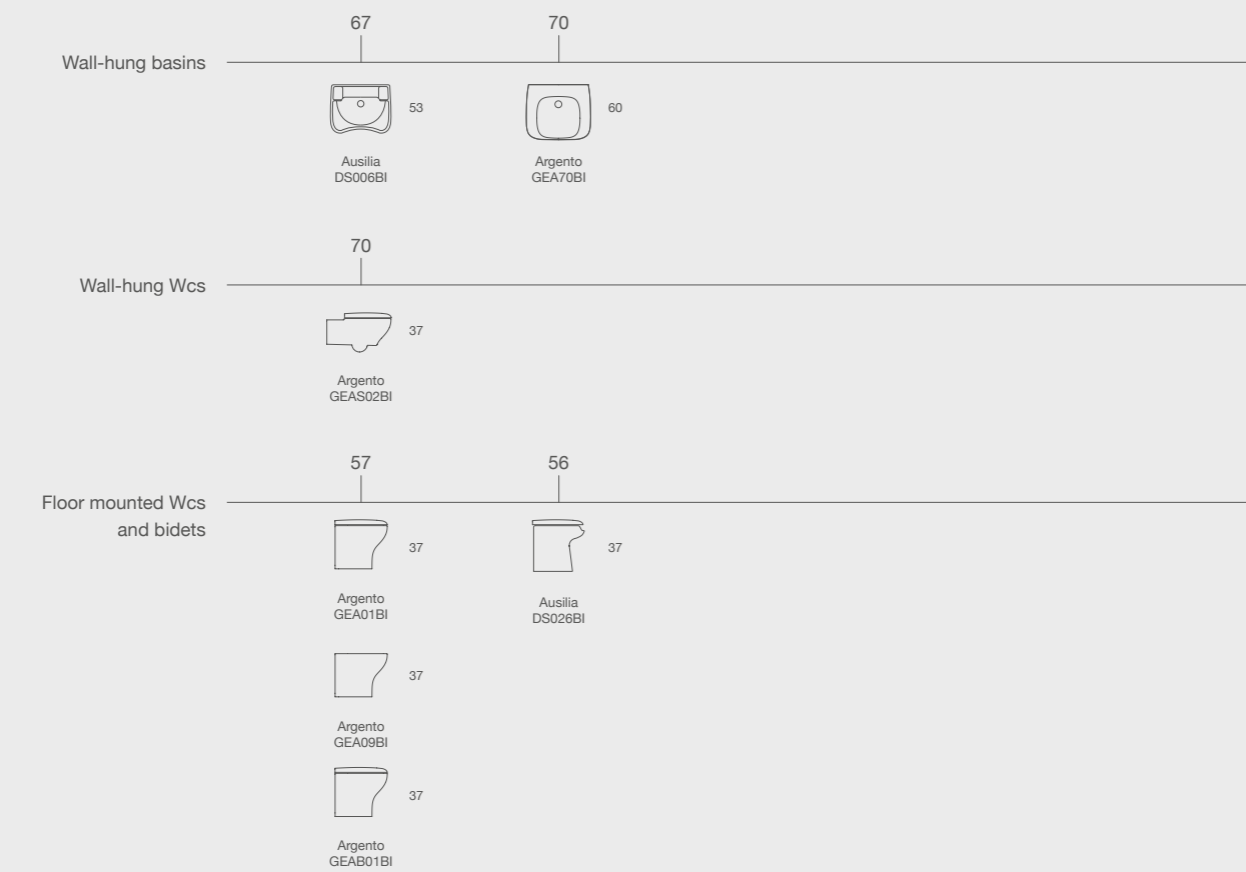 67
70
Wall-hung basins
53
60
Ausilia
DS006BI
Argento
GEA70BI
70
Wall-hung Wcs
37
Argento
GEAS02BI
57
56
Floor mounted Wcs
and bidets
37
37
Argento
GEA01BI
Ausilia
DS026BI
37
Argento
GEA09BI
37
Argento
GEAB01BI